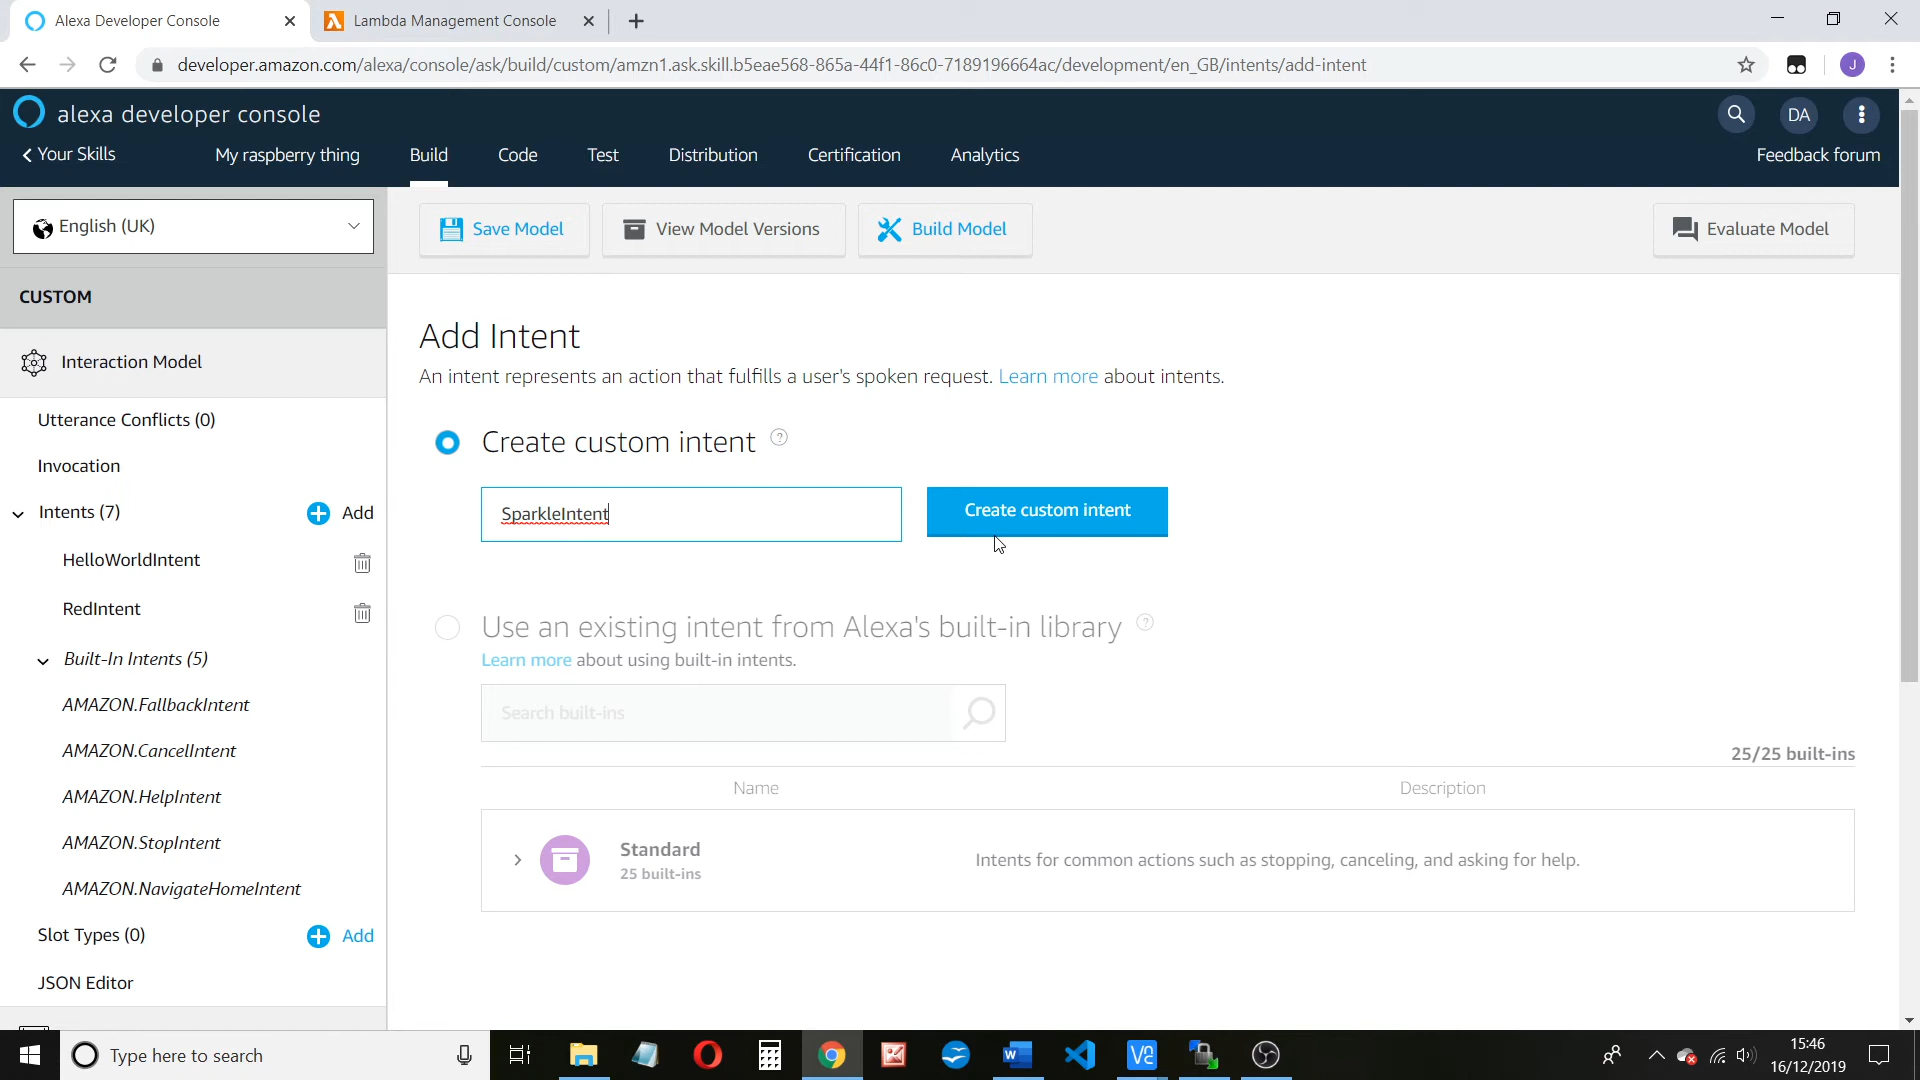 Alexa Developer Console
Lambda Management Console
developer.amazon.com/alexa/console/ask/build/custom/amzn1.ask.skill.b5eae568-865a-44f1-86c0-7189196664ac/development/en_GB/intents/add-intent
J
alexa developer console
DA
Your Skills
My raspberry thing
Build
Code
Test
Distribution
Certification
Analytics
Feedback forum
English (UK)
Save Model
View Model Versions
Build Model
Evaluate Model
CUSTOM
Interaction Model
Utterance Conflicts (0)
Invocation
Intents (7)
Add
HelloWorldIntent
RedIntent
Built-In Intents (5)
AMAZON.FallbackIntent
AMAZON.CancelIntent
AMAZON.HelpIntent
AMAZON.StopIntent
AMAZON.NavigateHomeIntent
Slot Types (0)
Add
JSON Editor
Add Intent
An intent represents an action that fulfills a user's spoken request. Learn more about intents.
Create custom intent ?
SparkleIntent
Create custom intent
Use an existing intent from Alexa's built-in library ?
Learn more about using built-in intents.
Search built-ins
25/25 built-ins
Name
Description
Standard
25 built-ins
Intents for common actions such as stopping, canceling, and asking for help.
Type here to search
15:46
16/12/2019